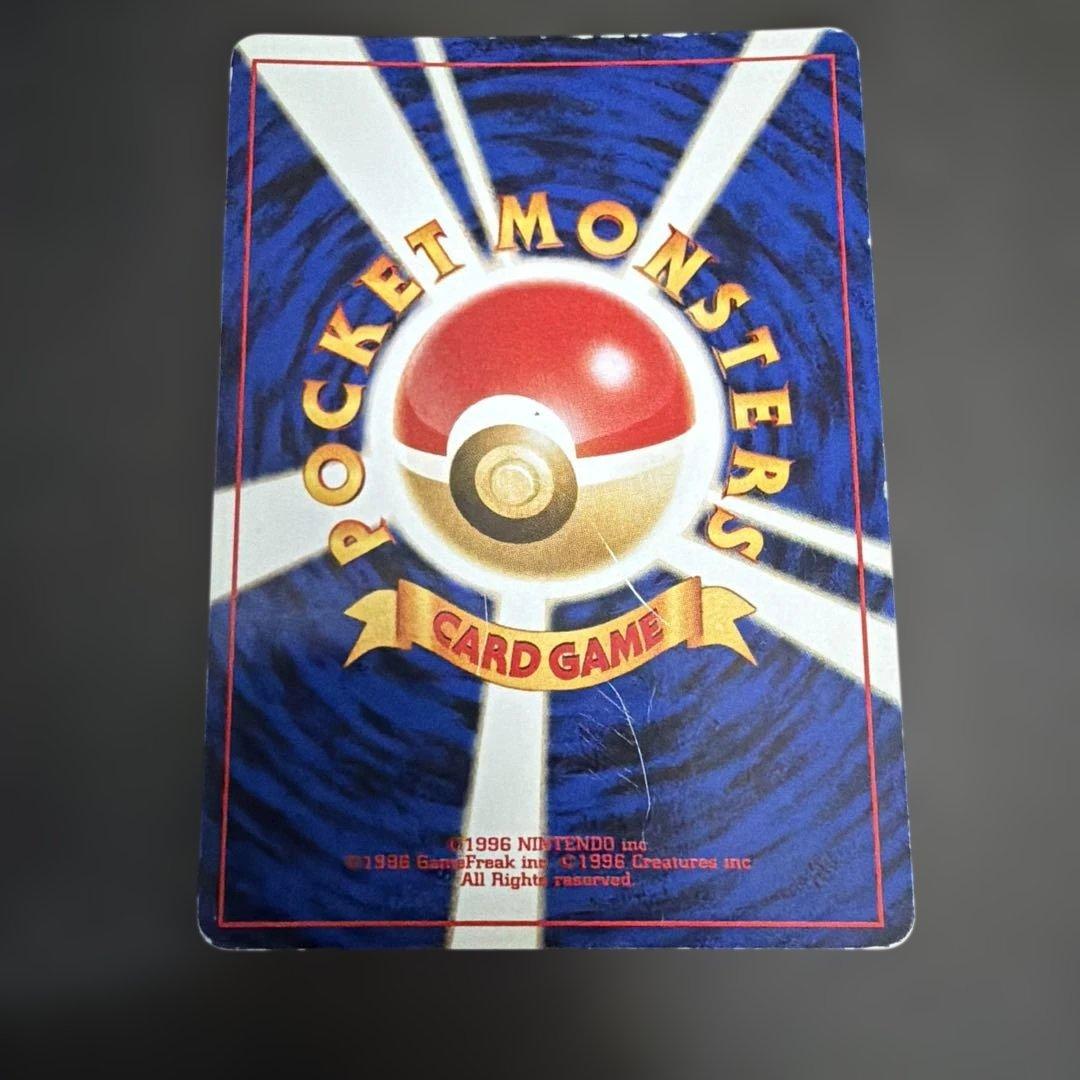 POCKET MONSTERS
CARD GAME
©1996 NINTENDO inc
©1996 GameFreak inc ©1996 Creatures inc
All Rights reserved.